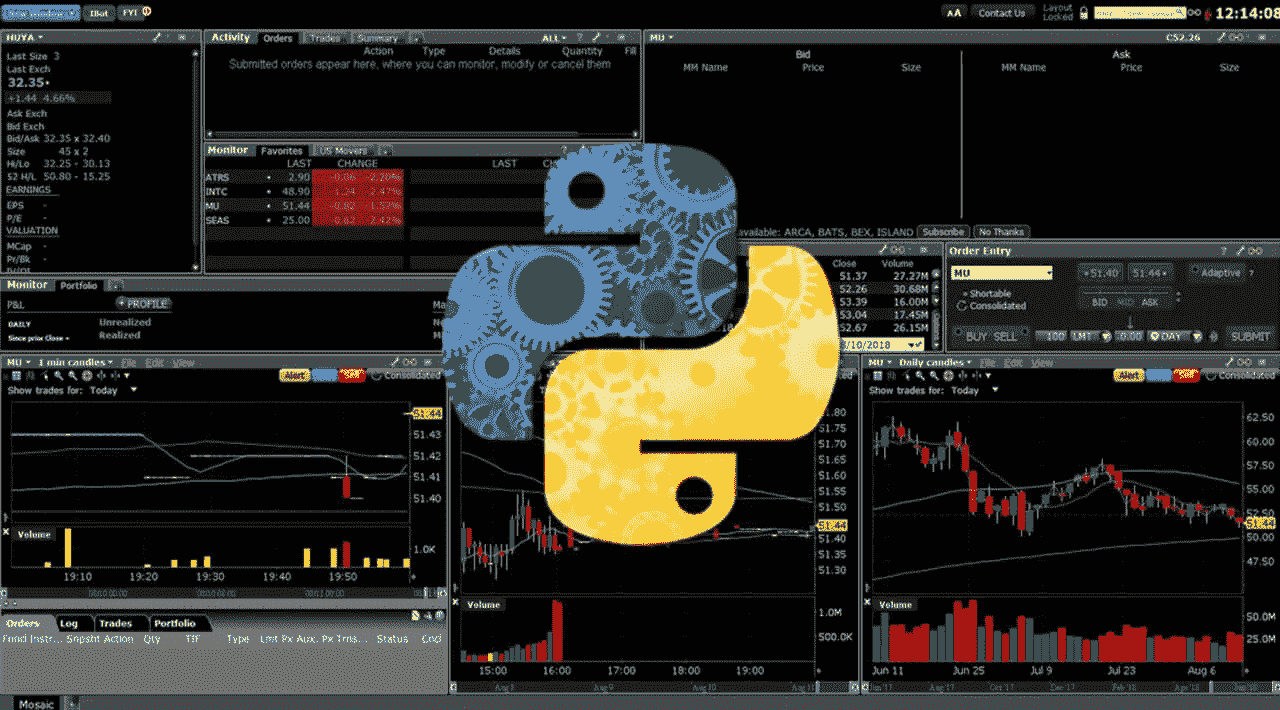 IBot
FYI
AA
Contact Us
Layout
Locked
12:14:08
HUYA
Last Size 3
Last Exch
32.35
+1.44 4.66%
Ask Exch
Bid Exch
Bid/Ask 32.35 x 32.40
Size 45 x 2
Hi/Lo 32.25 - 30.13
52 H/L 50.80 - 15.25
EARNINGS
EPS -
P/E -
VALUATION
MCap -
Pr/Bk -
Activity Orders Trades Summary ALL ?
Action Type Details Quantity Fill
Submitted orders appear here, where you can monitor, modify or cancel them
Monitor Favorites US Movers
LAST CHANGE LAST
ATRS 2.90 -0.06 -2.20%
INTC 48.90
MU 51.44
SEAS 25.00
MU C52.26
Bid Ask
MM Name Price Size MM Name Price Size
available: ARCA, BATS, BEX, ISLAND Subscribe No Thanks
Close Volume
51.37 27.27M
52.26 30.68M
53.39 16.00M
53.04 17.45M
52.67 26.15M
8/10/2018
Order Entry
MU
51.40 51.44 Adaptive ?
Shortable
Consolidated
BID MID ASK
BUY SELL 100 LMT 0.00 DAY SUBMIT
Monitor Portfolio
P&L PROFILE
DAILY Unrealized
Since prior Close Realized
MU 1 min candles File Edit View
Alert Sell Consolidated
Show trades for: Today
51.44
51.43
51.42
51.41
51.40
Volume
1.0K
19:10 19:20 19:30 19:40 19:50
Orders Log Trades Portfolio
Fund Instr... Snpsht Action Qty TIF Type Lmt Px Aux. Px Trns... Status Cncl
51.80
51.75
51.70
51.65
51.60
51.55
51.50
51.44
51.40
51.35
51.30
Volume
1.0M
500.0K
15:00 16:00 17:00 18:00 19:00
MU Daily candles File Edit View
Alert Sell Consolidated
Show trades for: Today
62.50
60.00
57.50
55.00
52.50
51.44
50.00
47.50
Volume
50.0M
25.0M
Jun 11 Jun 25 Jul 9 Jul 23 Aug 6
Mosaic